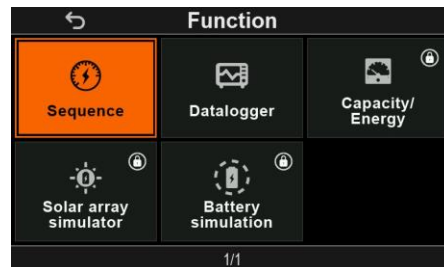 Function
Sequence
Datalogger
Capacity/
Energy
Solar array
simulator
Battery
simulation
1/1